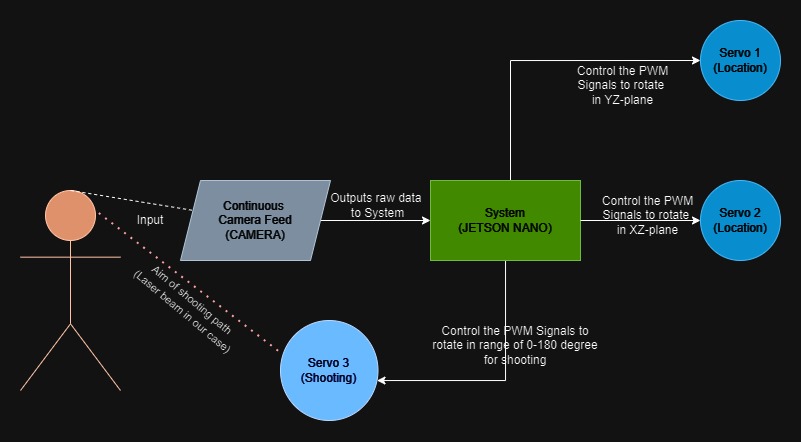 Servo 1
(Location)
Control the PWM
Signals to rotate
in YZ-plane
Continuous
Camera Feed
(CAMERA)
Outputs raw data
to System
System
(JETSON NANO)
Control the PWM
Signals to rotate
in XZ-plane
Servo 2
(Location)
Input
Aim of shooting path
(Laser beam in our case)
Servo 3
(Shooting)
Control the PWM Signals to
rotate in range of 0-180 degree
for shooting